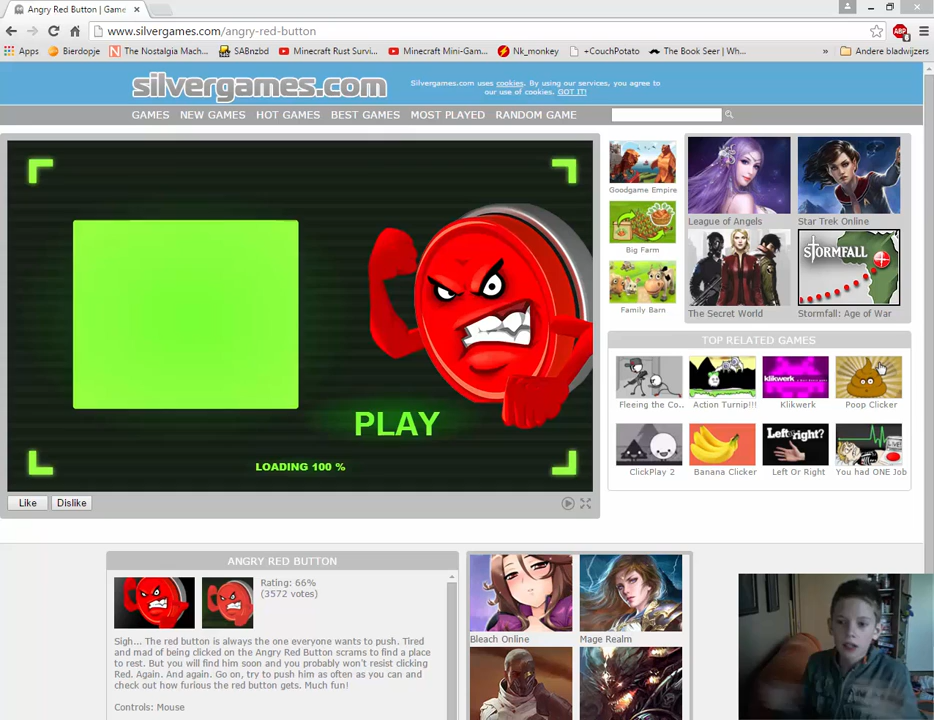 Angry Red Button | Game
www.silvergames.com/angry-red-button
ABP
Apps
Bierdopje
The Nostalgia Mach...
SABnzbd
Minecraft Rust Survi...
Minecraft Mini-Gam...
Nk_monkey
+CouchPotato
The Book Seer | Wh...
»
Andere bladwijzers
silvergames.com
Silvergames.com uses cookies. By using our services, you agree to
our use of cookies. GOT IT!
GAMES
NEW GAMES
HOT GAMES
BEST GAMES
MOST PLAYED
RANDOM GAME
PLAY
LOADING 100 %
Like
Dislike
Goodgame Empire
Big Farm
Family Barn
League of Angels
Star Trek Online
STORMFALL
The Secret World
Stormfall: Age of War
TOP RELATED GAMES
klikwerk
Fleeing the Co..
Action Turnip!!!
Klikwerk
Poop Clicker
Left or right?
ClickPlay 2
Banana Clicker
Left Or Right
You had ONE Job
ANGRY RED BUTTON
Rating: 66%
(3572 votes)
Sigh... The red button is always the one everyone wants to push. Tired
and mad of being clicked on the Angry Red Button scrams to find a place
to rest. But you will find him soon and you probably won't resist clicking
Red. Again. And again. Go on, try to push him as often as you can and
check out how furious the red button gets. Much fun!
Controls: Mouse
Bleach Online
Mage Realm